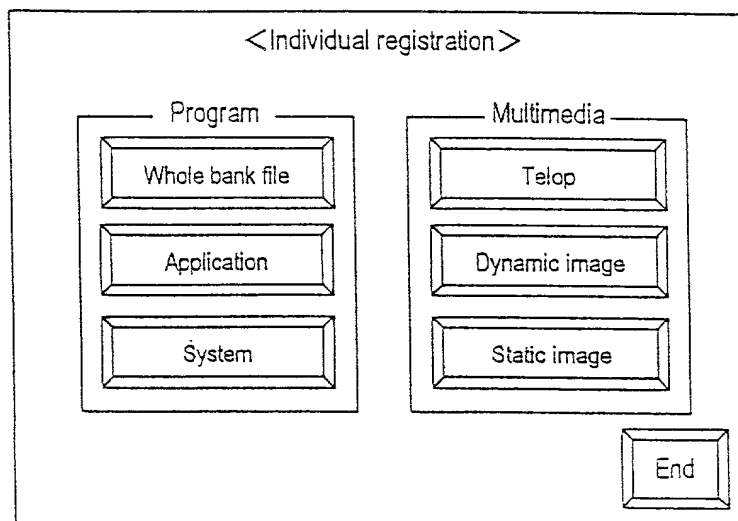 <Individual registration>
Program
Whole bank file
Application
System
Multimedia
Telop
Dynamic image
Static image
End